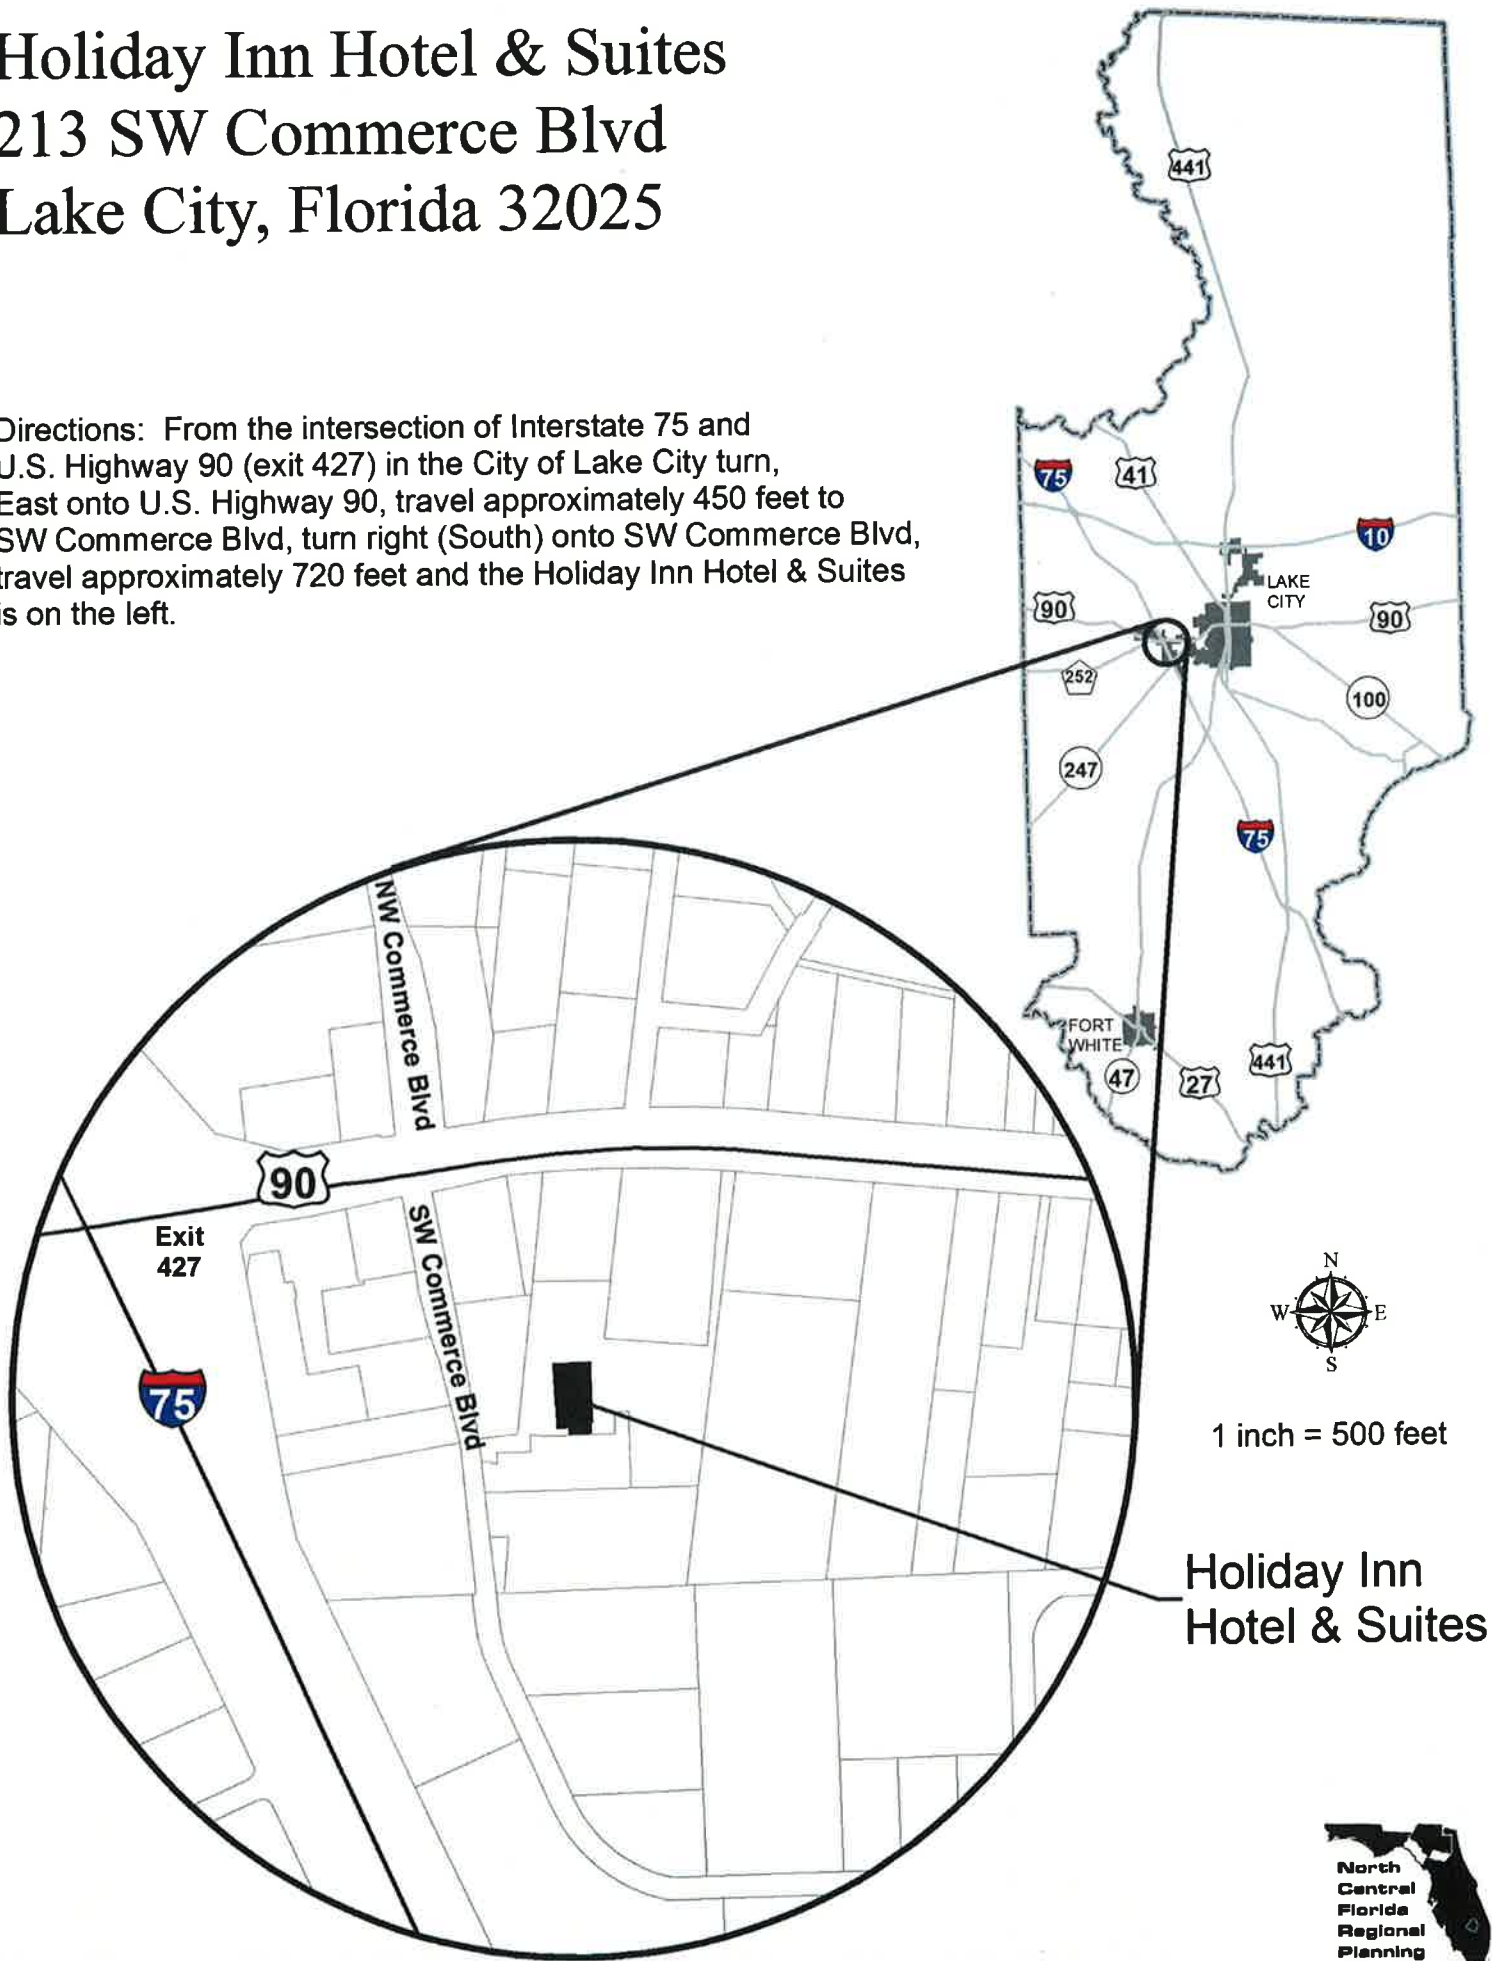 Holiday Inn Hotel & Suites
213 SW Commerce Blvd
Lake City, Florida 32025
Directions: From the intersection of Interstate 75 and
U.S. Highway 90 (exit 427) in the City of Lake City turn,
East onto U.S. Highway 90, travel approximately 450 feet to
SW Commerce Blvd, turn right (South) onto SW Commerce Blvd,
travel approximately 720 feet and the Holiday Inn Hotel & Suites
is on the left.
441
75
41
10
LAKE
CITY
90
90
252
100
247
75
FORT
WHITE
47
27
441
NW Commerce Blvd
90
Exit
427
SW Commerce Blvd
75
N
W
E
S
1 inch = 500 feet
Holiday Inn
Hotel & Suites
North
Central
Florida
Regional
Planning